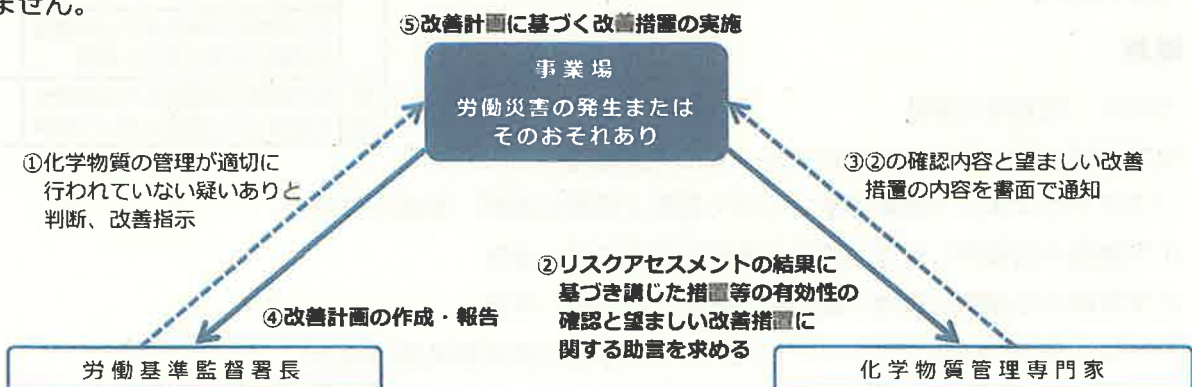 ません。
⑤改善計画に基づく改善措置の実施
事業場
労働災害の発生または
そのおそれあり
①化学物質の管理が適切に
行われていない疑いありと
判断、改善指示
③②の確認内容と望ましい改善
措置の内容を書面で通知
②リスクアセスメントの結果に
基づき講じた措置等の有効性の
確認と望ましい改善措置に
関する助言を求める
④改善計画の作成・報告
労働基準監督署長
化学物質管理専門家